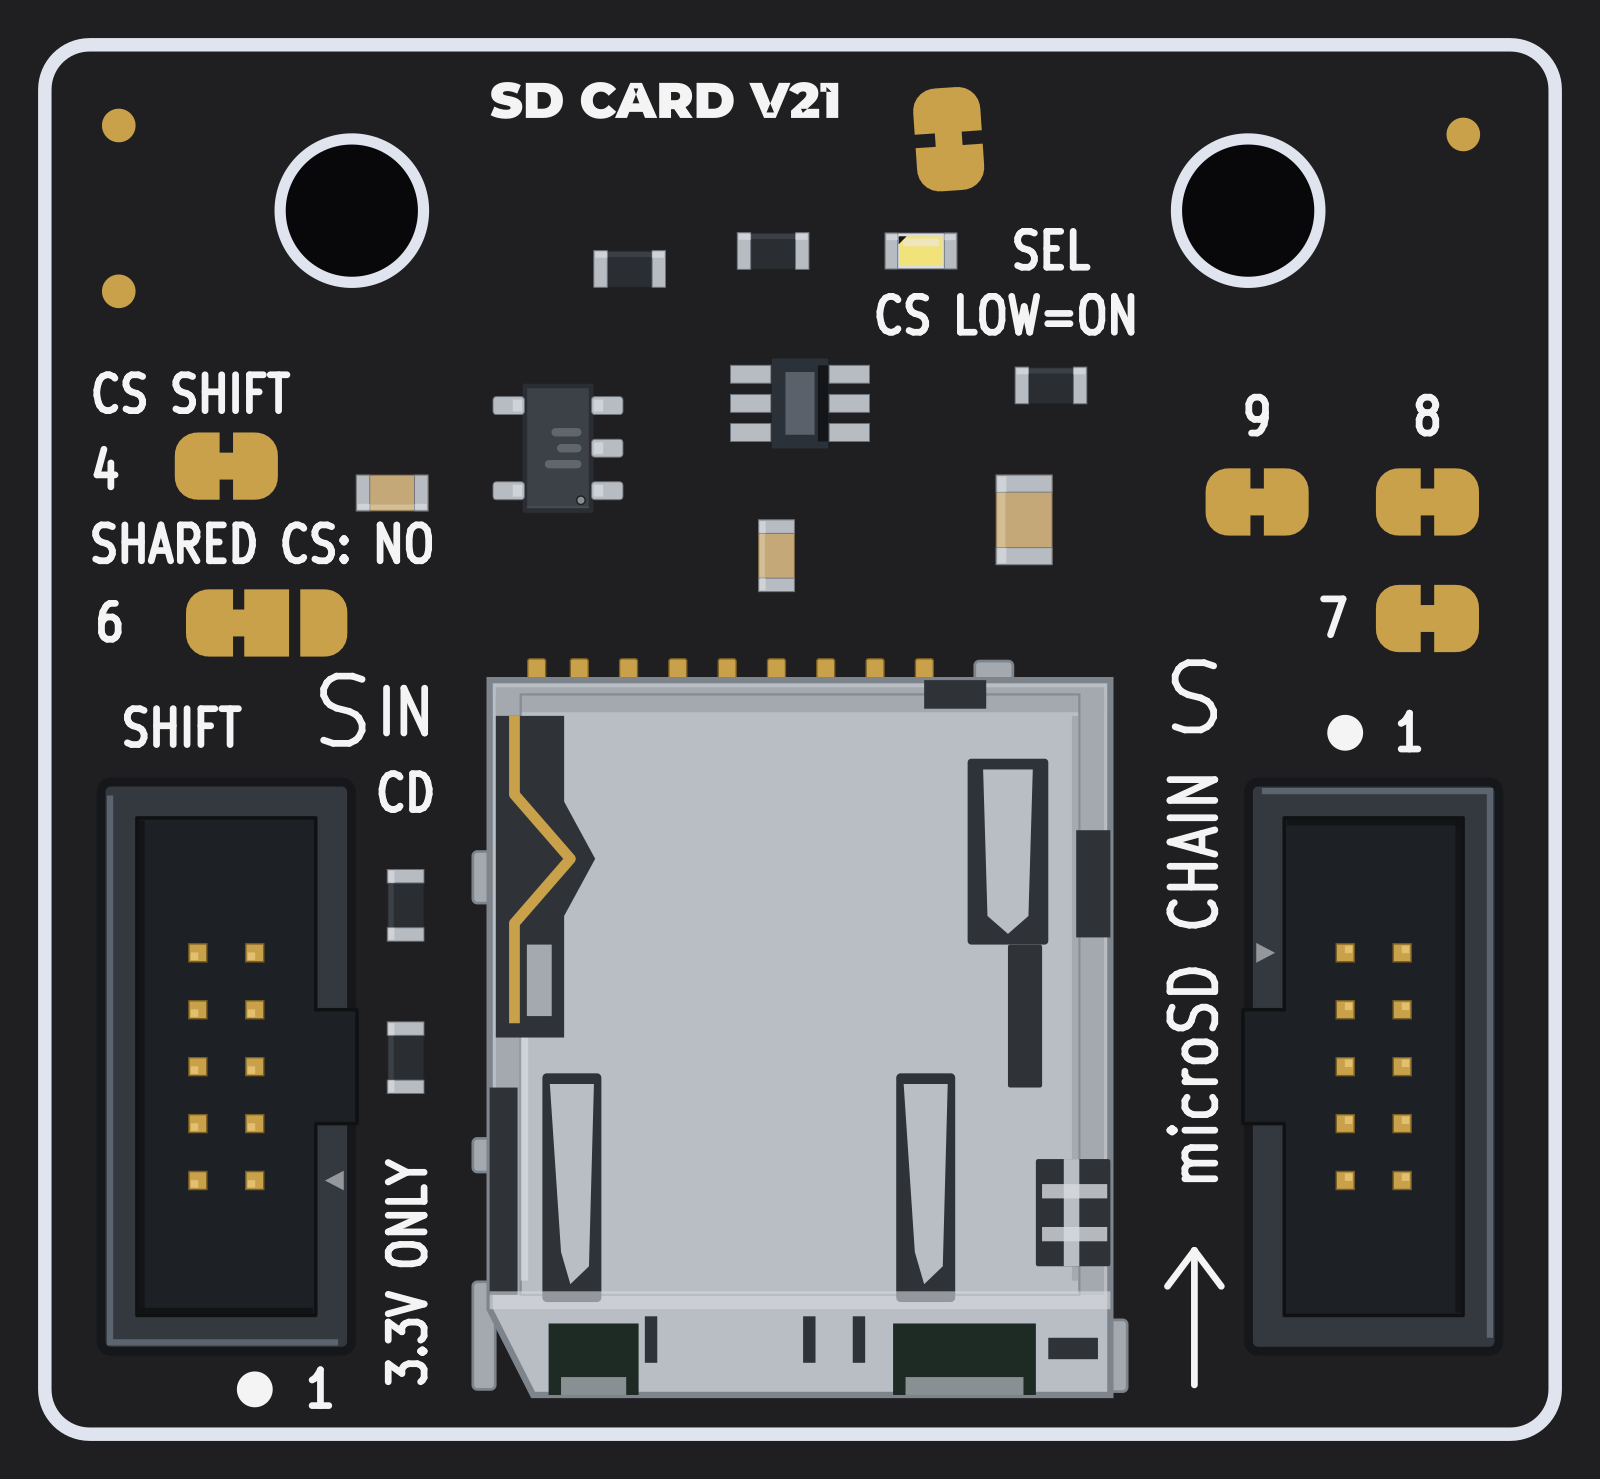 SD CARD V21
SEL
CS LOW=ON
CS SHIFT
4
SHARED CS: NO
6
9
8
7
S IN
SHIFT
CD
S
1
microSD CHAIN
3.3V ONLY
1